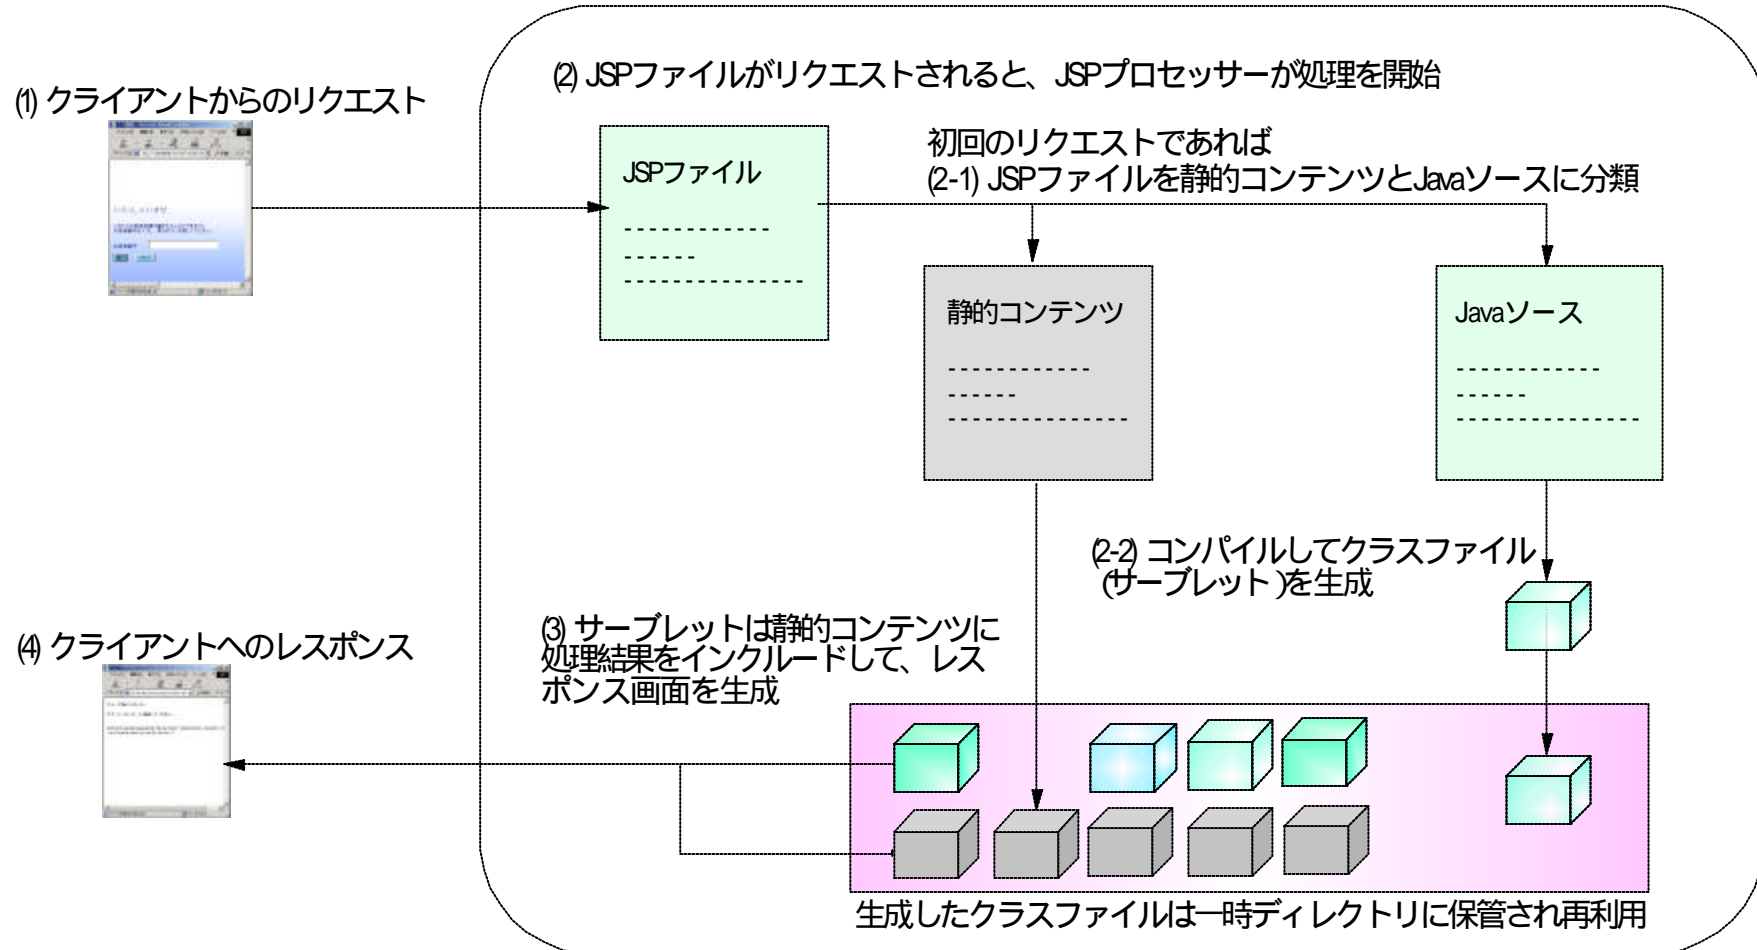 (1) クライアントからのリクエスト
(2) JSPファイルがリクエストされると、JSPプロセッサーが処理を開始
JSPファイル
初回のリクエストであれば
(2-1) JSPファイルを静的コンテンツとJavaソースに分類
静的コンテンツ
Javaソース
(2-2) コンパイルしてクラスファイル
(サーブレット)を生成
(3) サーブレットは静的コンテンツに
処理結果をインクルードして、レス
ポンス画面を生成
(4) クライアントへのレスポンス
生成したクラスファイルは一時ディレクトリに保管され再利用